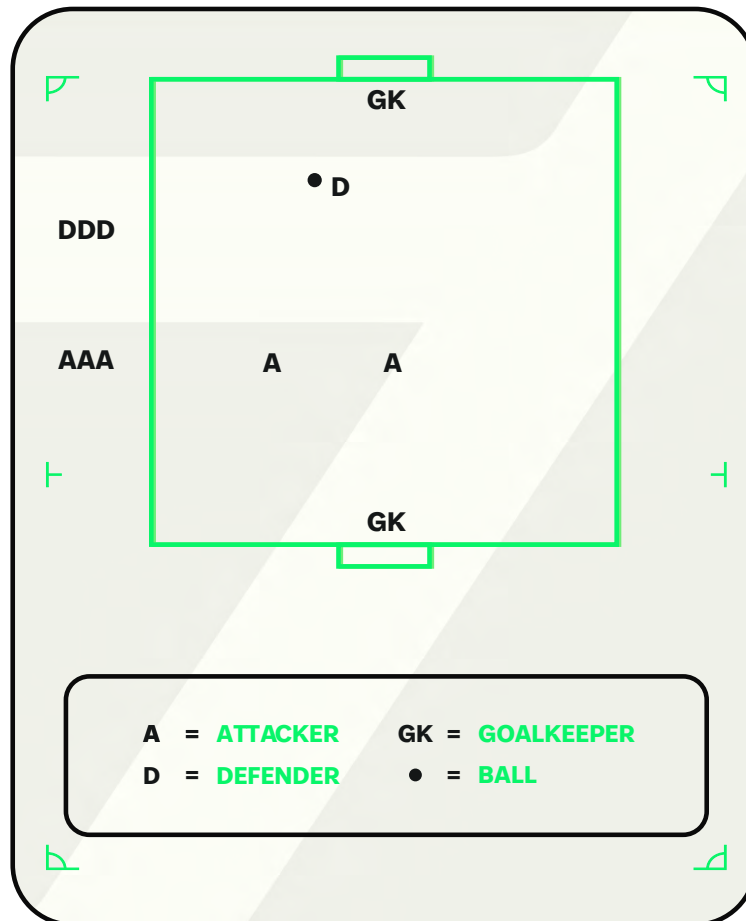 GK
D
DDD
AAA A A
GK
A = ATTACKER GK = GOALKEEPER
D = DEFENDER ● = BALL